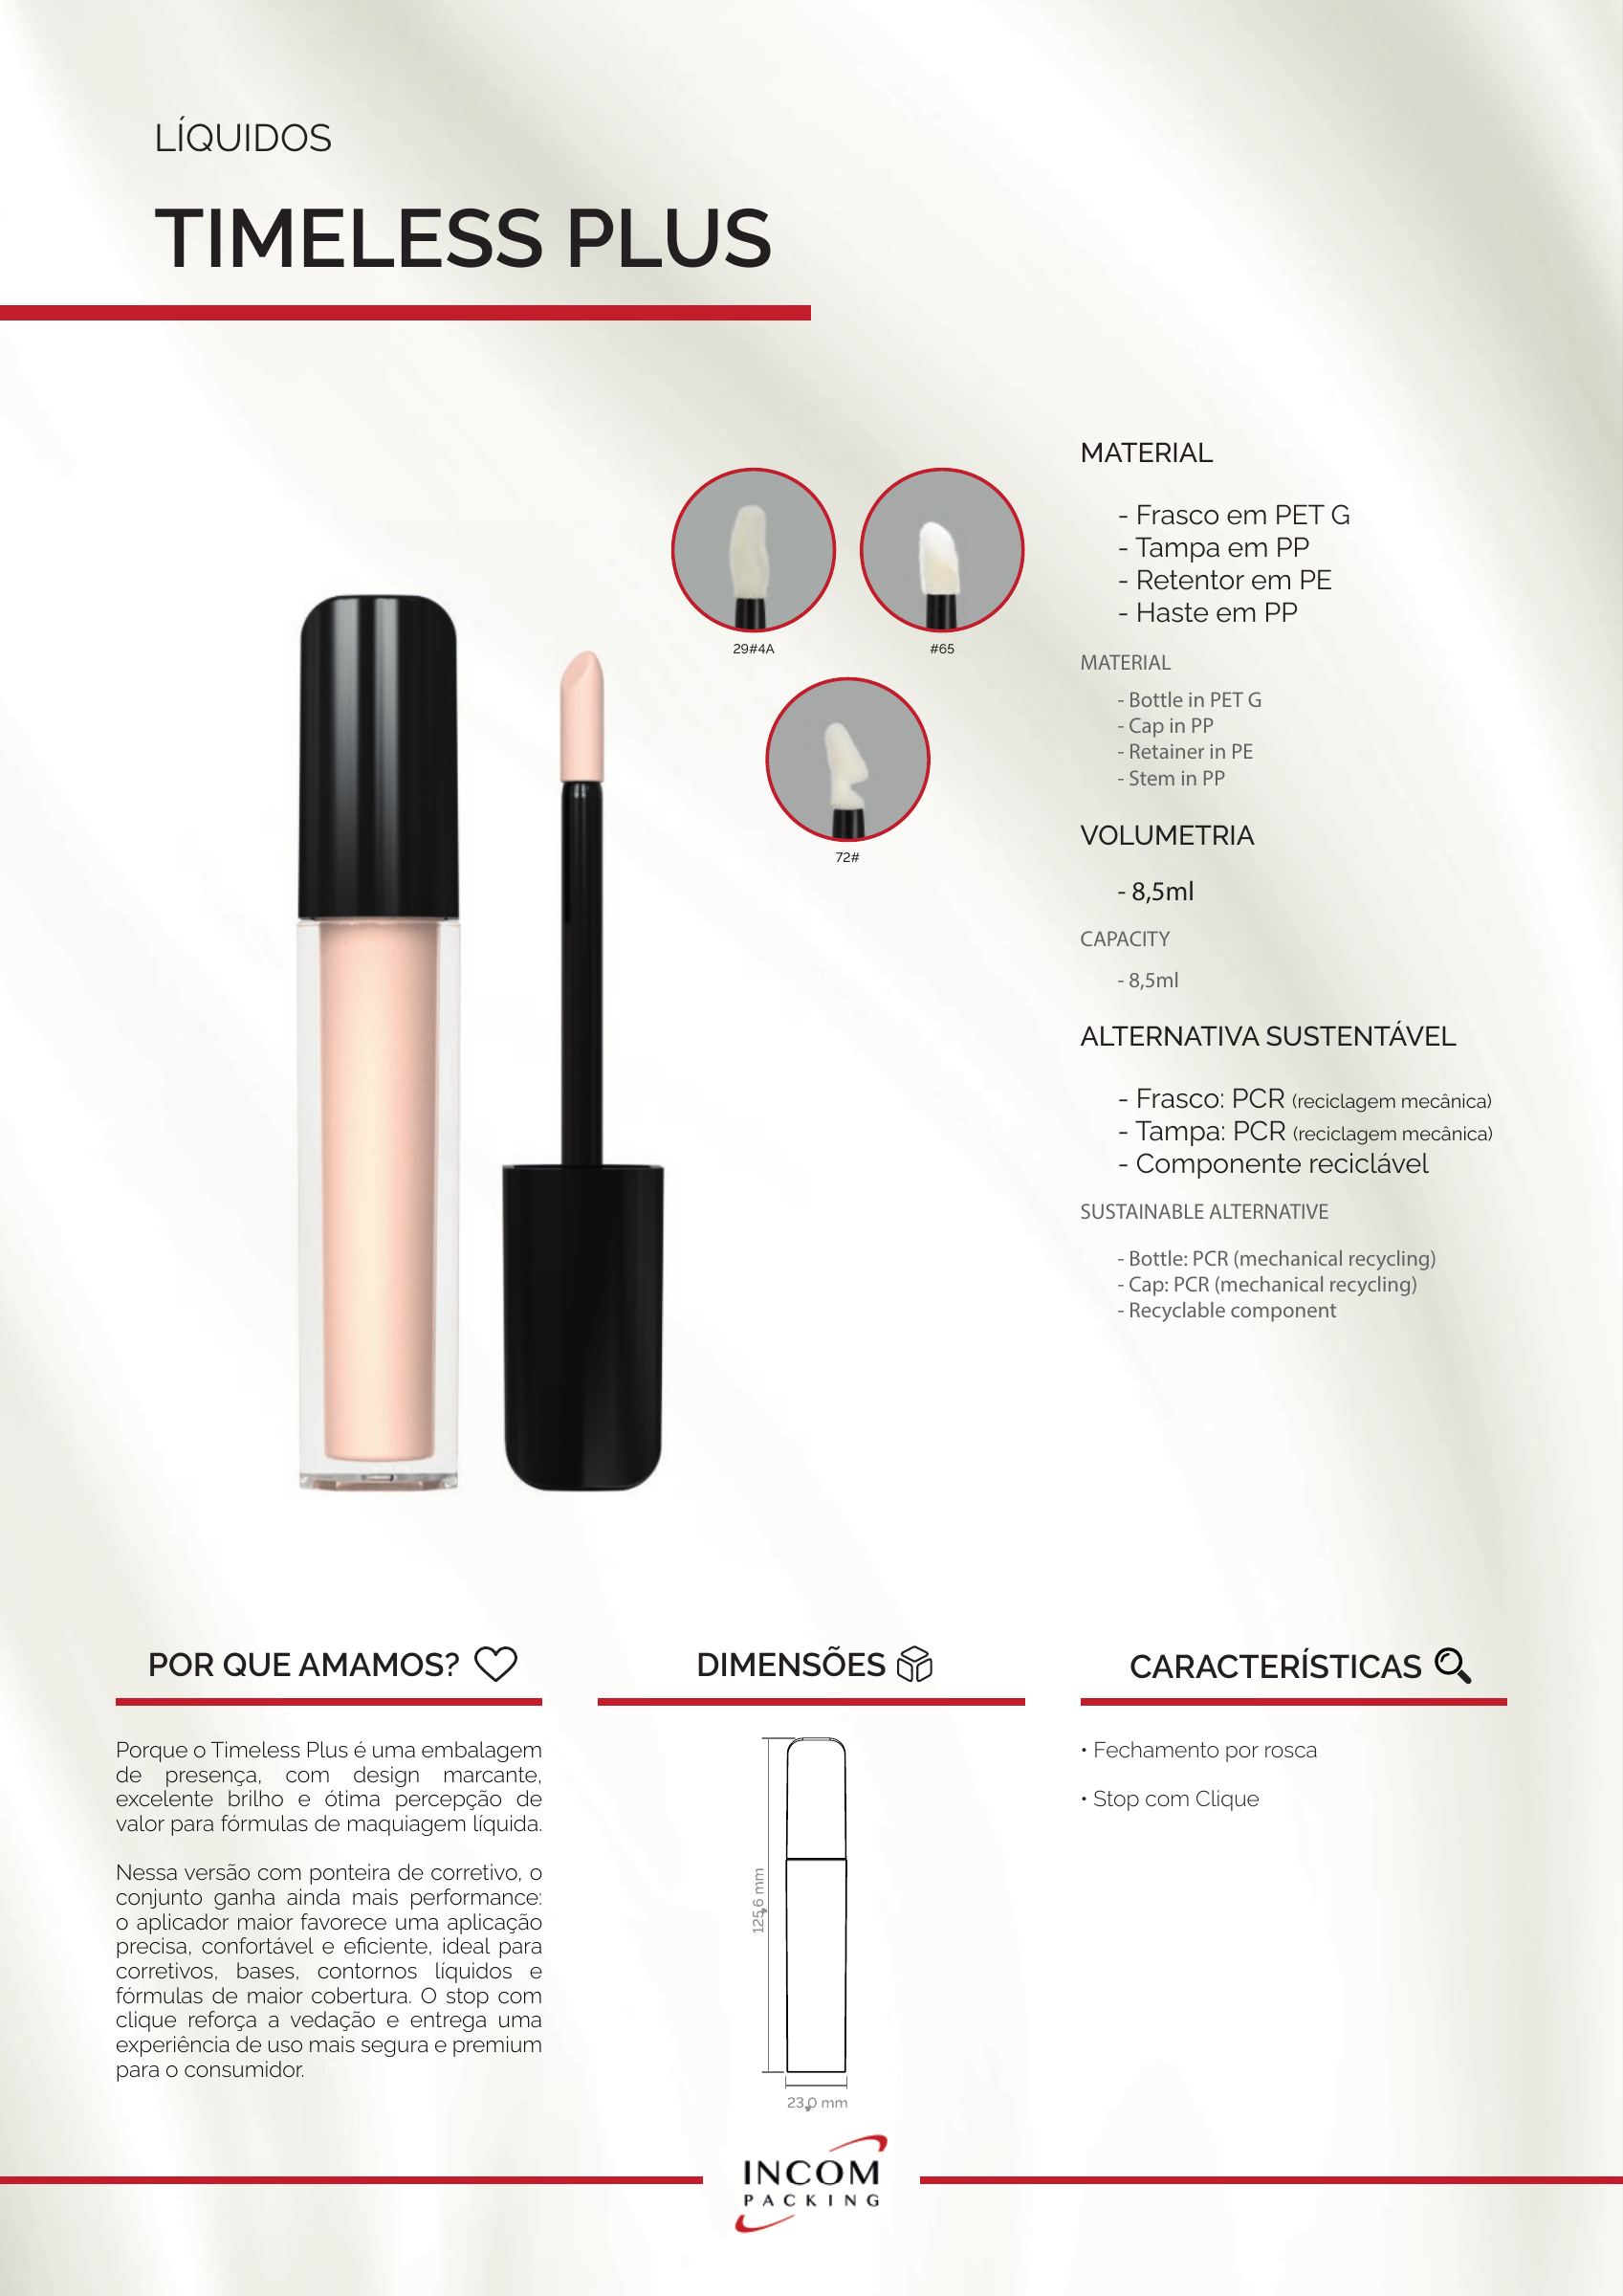 LÍQUIDOS
TIMELESS PLUS
29#4A
#65
72#
MATERIAL
- Frasco em PET G
- Tampa em PP
- Retentor em PE
- Haste em PP
MATERIAL
- Bottle in PET G
- Cap in PP
- Retainer in PE
- Stem in PP
VOLUMETRIA
- 8,5ml
CAPACITY
- 8,5ml
ALTERNATIVA SUSTENTÁVEL
- Frasco: PCR (reciclagem mecânica)
- Tampa: PCR (reciclagem mecânica)
- Componente reciclável
SUSTAINABLE ALTERNATIVE
- Bottle: PCR (mechanical recycling)
- Cap: PCR (mechanical recycling)
- Recyclable component
POR QUE AMAMOS?
Porque o Timeless Plus é uma embalagem
de presença, com design marcante,
excelente brilho e ótima percepção de
valor para fórmulas de maquiagem líquida.
Nessa versão com ponteira de corretivo, o
conjunto ganha ainda mais performance:
o aplicador maior favorece uma aplicação
precisa, confortável e eficiente, ideal para
corretivos, bases, contornos líquidos e
fórmulas de maior cobertura. O stop com
clique reforça a vedação e entrega uma
experiência de uso mais segura e premium
para o consumidor.
DIMENSÕES
125,6 mm
23,0 mm
CARACTERÍSTICAS
• Fechamento por rosca
• Stop com Clique
INCOM
PACKING